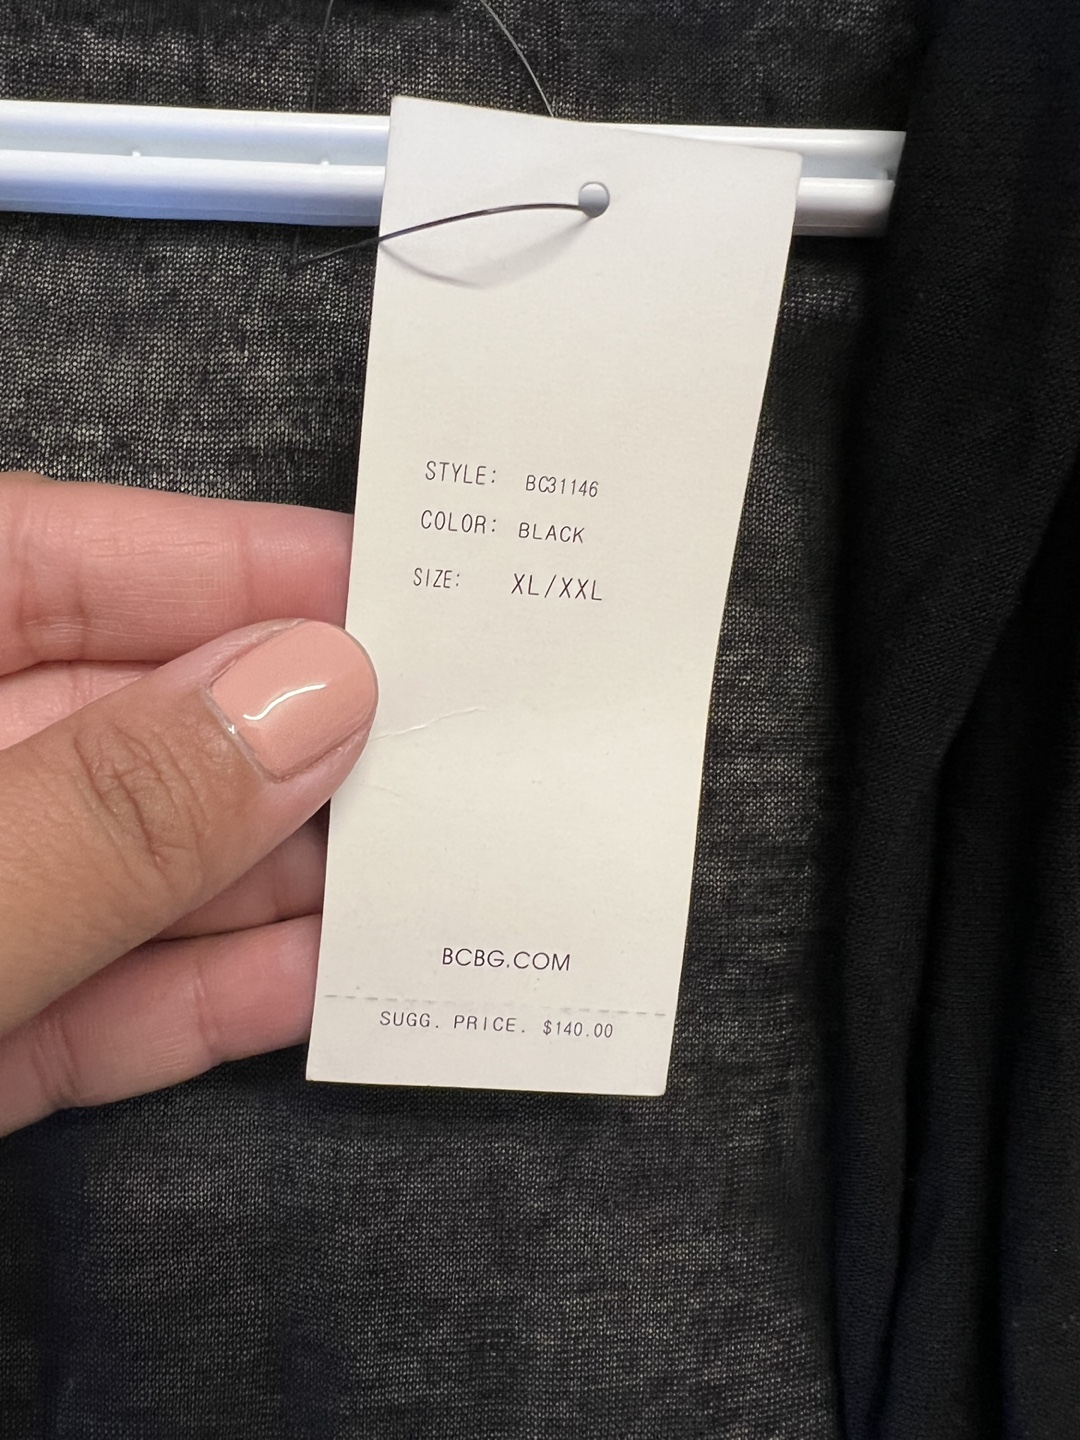 STYLE: BC31146
COLOR: BLACK
SIZE: XL/XXL
BCBG.COM
SUGG. PRICE. $140.00